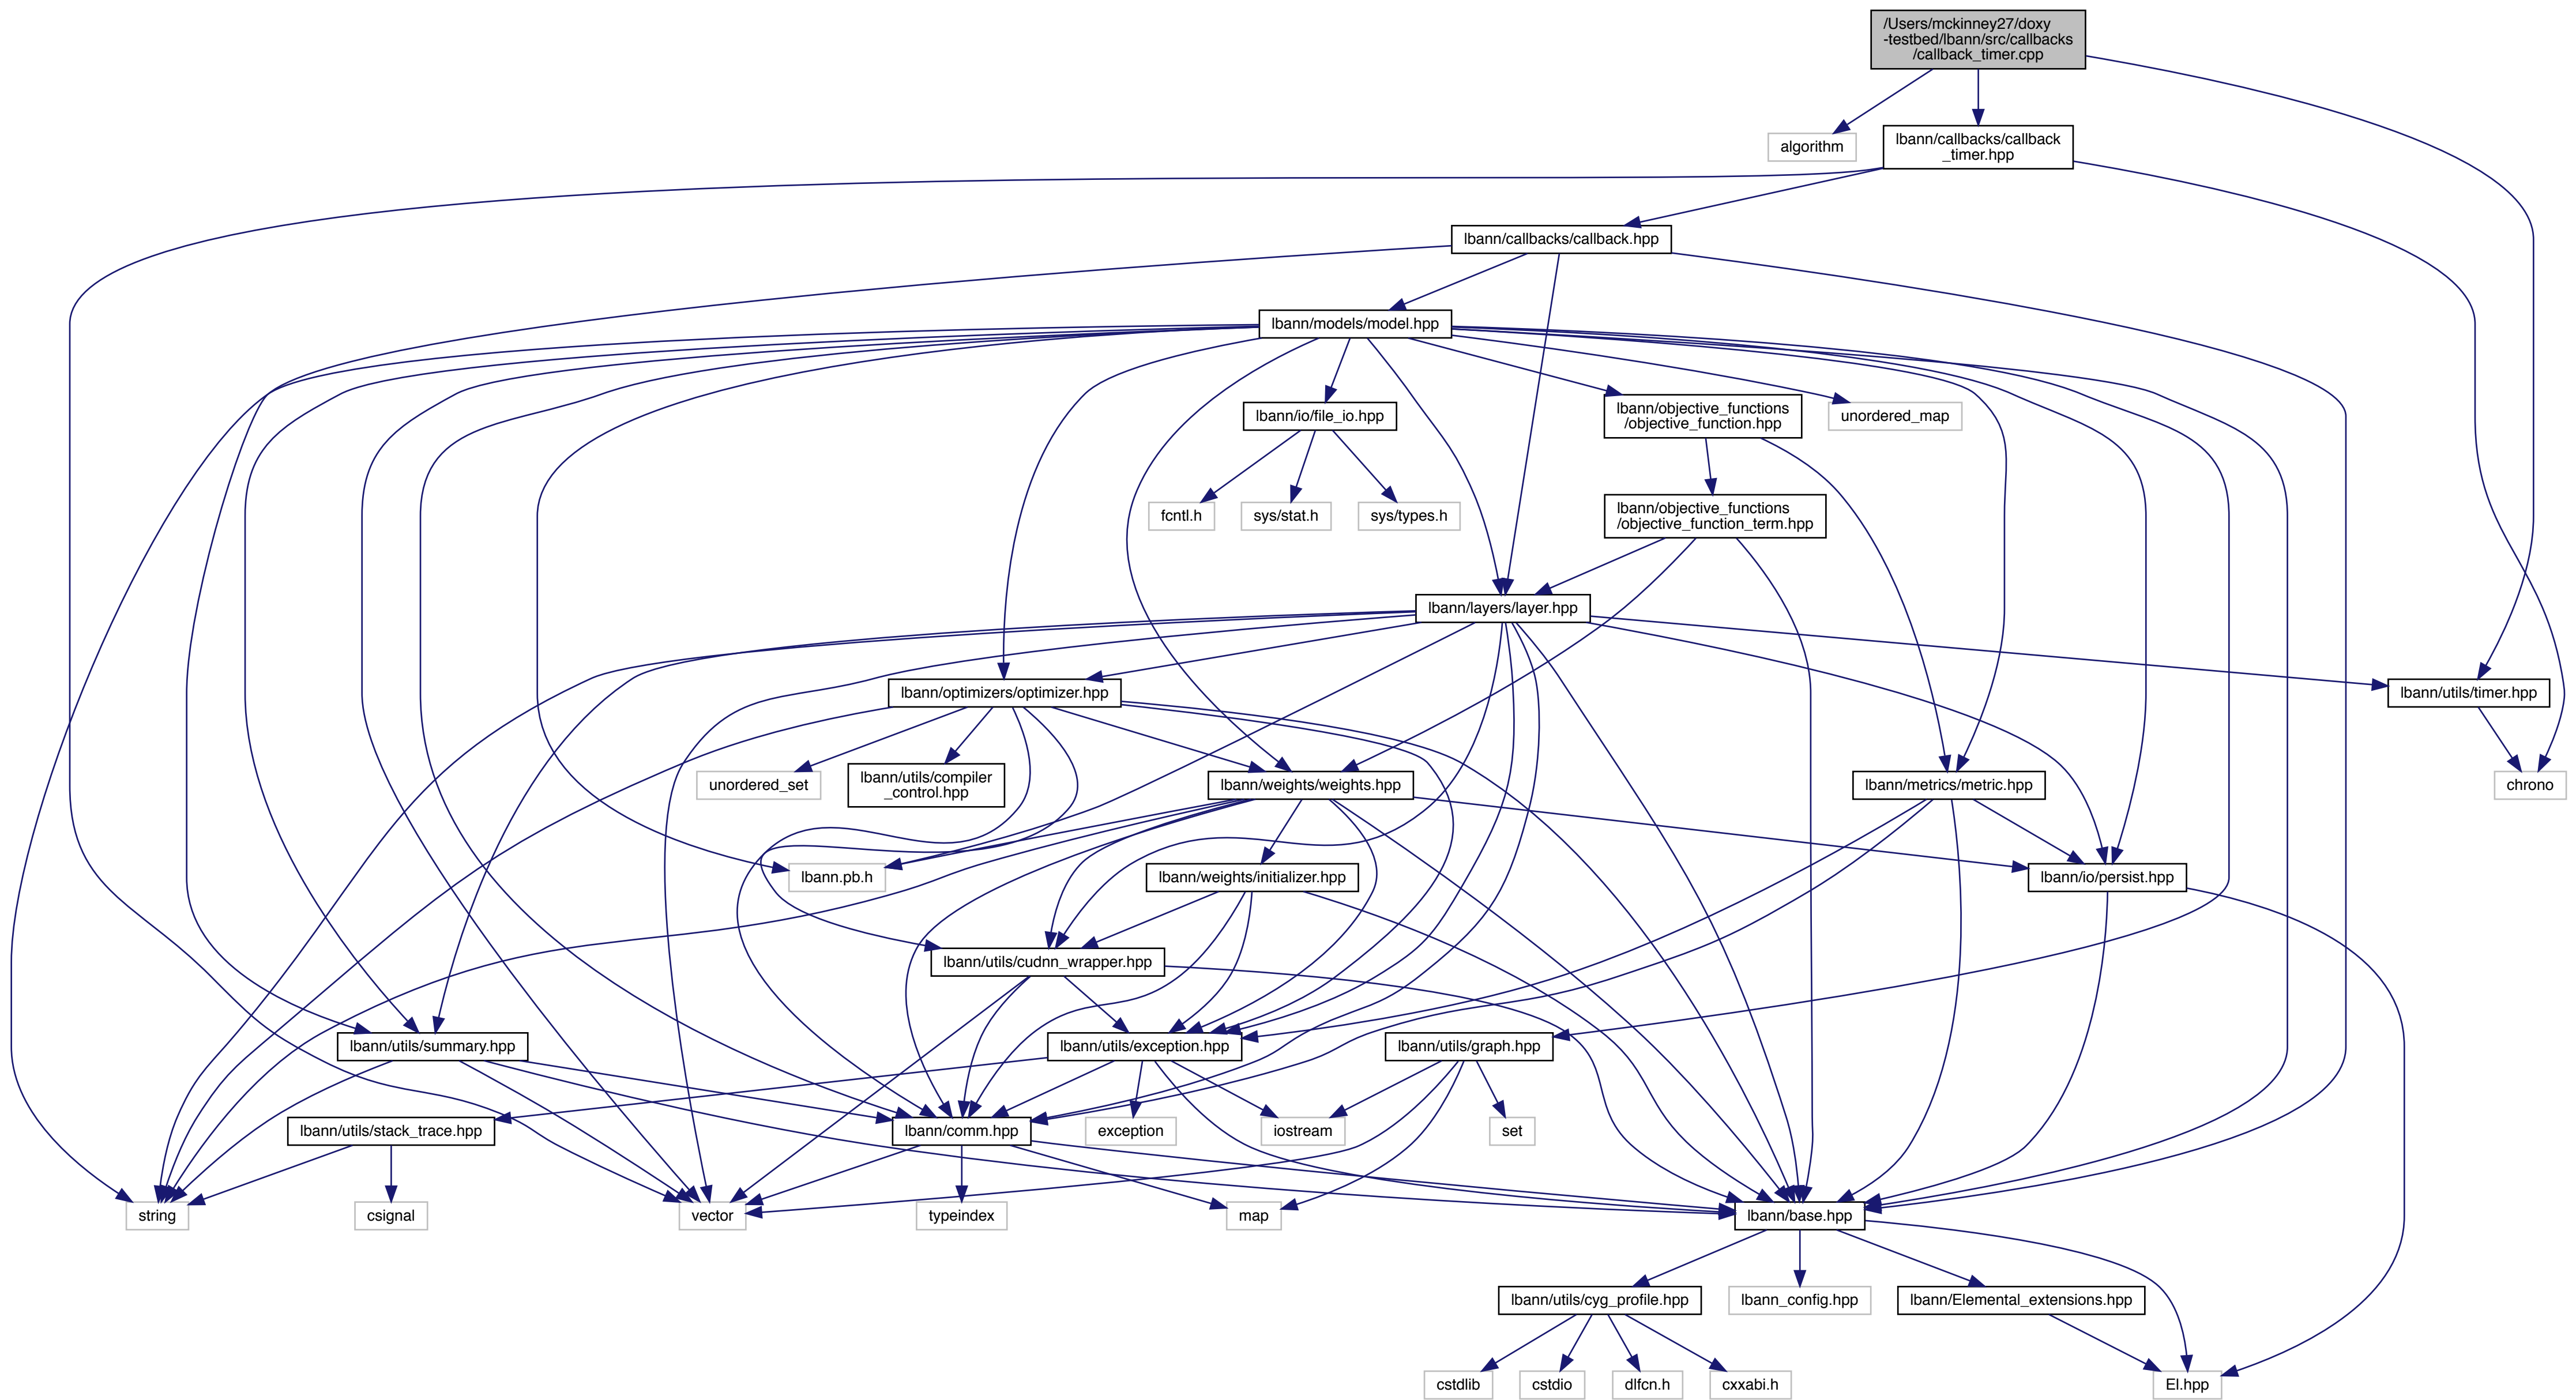 /Users/mckinney27/doxy
-testbed/lbann/src/callbacks
/callback_timer.cpp
algorithm
lbann/callbacks/callback
_timer.hpp
lbann/callbacks/callback.hpp
lbann/models/model.hpp
lbann/io/file_io.hpp
lbann/objective_functions
/objective_function.hpp
unordered_map
fcntl.h
sys/stat.h
sys/types.h
lbann/objective_functions
/objective_function_term.hpp
lbann/layers/layer.hpp
lbann/optimizers/optimizer.hpp
lbann/utils/timer.hpp
unordered_set
lbann/utils/compiler
_control.hpp
lbann/weights/weights.hpp
lbann/metrics/metric.hpp
chrono
lbann.pb.h
lbann/weights/initializer.hpp
lbann/io/persist.hpp
lbann/utils/cudnn_wrapper.hpp
lbann/utils/summary.hpp
lbann/utils/exception.hpp
lbann/utils/graph.hpp
lbann/utils/stack_trace.hpp
lbann/comm.hpp
exception
iostream
set
string
csignal
vector
typeindex
map
lbann/base.hpp
lbann/utils/cyg_profile.hpp
lbann_config.hpp
lbann/Elemental_extensions.hpp
cstdlib
cstdio
dlfcn.h
cxxabi.h
El.hpp